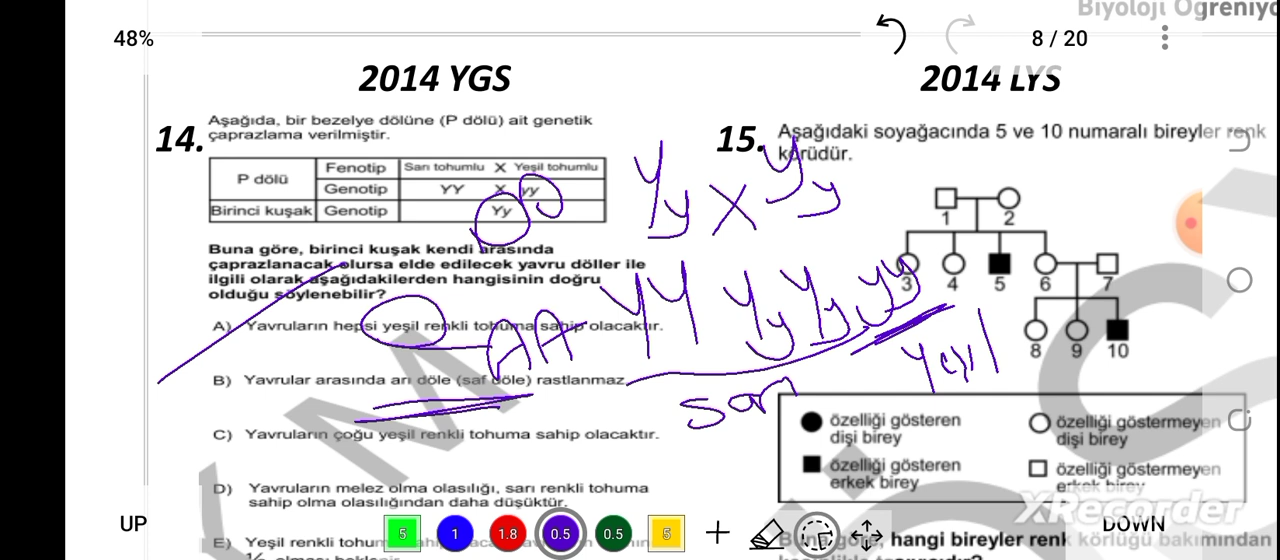 Biyoloji Öğreniyo
48%
8 / 20
2014 YGS
2014 LYS
14. Aşağıda, bir bezelye dölüne (P dölü) ait genetik
çaprazlama verilmiştir.
P dölü
Fenotip
Sarı tohumlu X Yeşil tohumlu
Genotip
YY X yy
Birinci kuşak
Genotip
Yy
Buna göre, birinci kuşak kendi arasında
çaprazlanacak olursa elde edilecek yavru döller ile
ilgili olarak aşağıdakilerden hangisinin doğru
olduğu söylenebilir?
A) Yavruların hepsi yeşil renkli tohuma sahip olacaktır.
B) Yavrular arasında arı döle (saf döle) rastlanmaz.
C) Yavruların çoğu yeşil renkli tohuma sahip olacaktır.
D) Yavruların melez olma olasılığı, sarı renkli tohuma
sahip olma olasılığından daha düşüktür.
E) Yeşil renkli
Yy X Yy
YY Yy Yy yy
AA
sarı
yeşil
15. Aşağıdaki soyağacında 5 ve 10 numaralı bireyler renk
körüdür.
1 2
3 4 5 6 7
8 9 10
özelliği gösteren
dişi birey
özelliği göstermeyen
dişi birey
özelliği gösteren
erkek birey
özelliği göstermeyen
erkek birey
hangi bireyler renk körlüğü bakımından
UP
5 1 1.8 0.5 0.5 5
DOWN
XRecorder